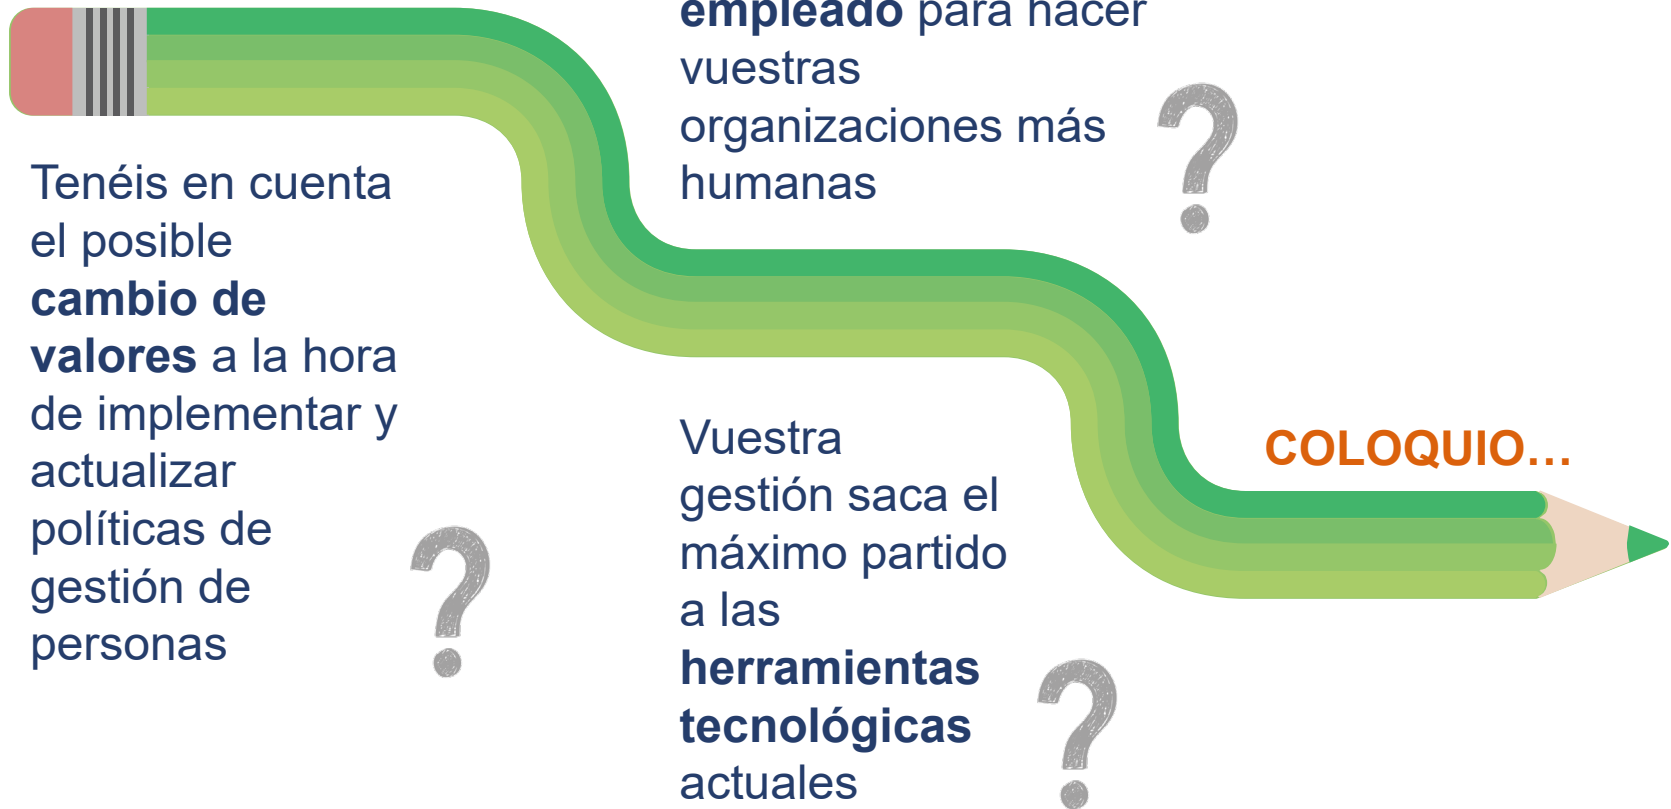 Tenéis en cuenta
el posible
cambio de
valores a la hora
de implementar y
actualizar
políticas de
gestión de
personas
?
empleado para hacer
vuestras
organizaciones más
humanas
?
Vuestra
gestión saca el
máximo partido
a las
herramientas
tecnológicas
actuales
?
COLOQUIO…